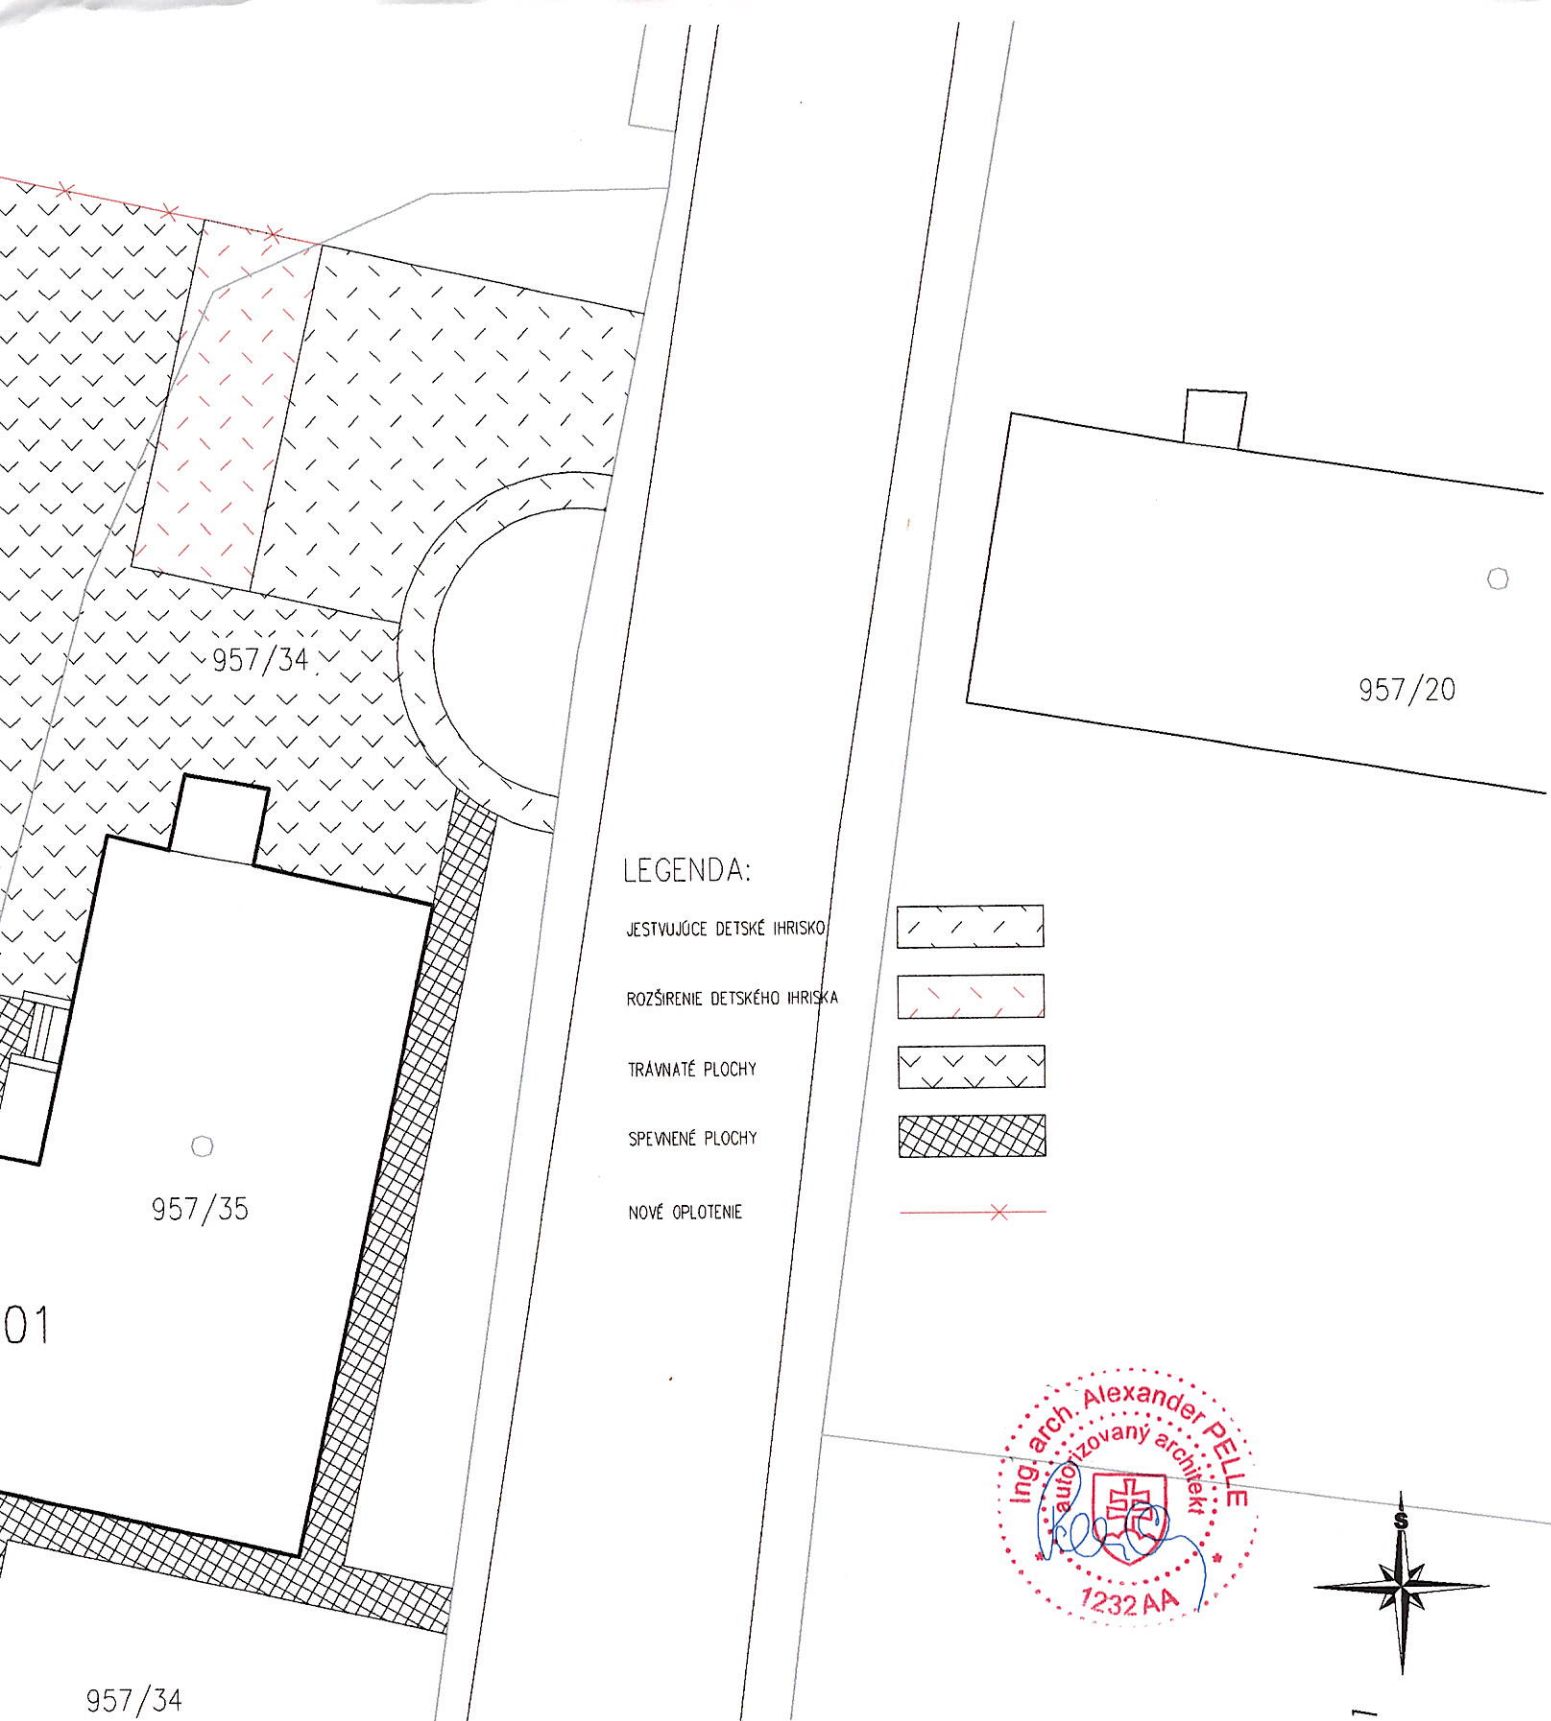 957/34
957/20
LEGENDA:
JESTVUJÚCE DETSKÉ IHRISKO
ROZŠIRENIE DETSKÉHO IHRISKA
TRÁVNATÉ PLOCHY
SPEVNENÉ PLOCHY
NOVÉ OPLOTENIE
957/35
01
Ing. arch. Alexander PELLE
autorizovaný architekt
1232 AA
S
957/34